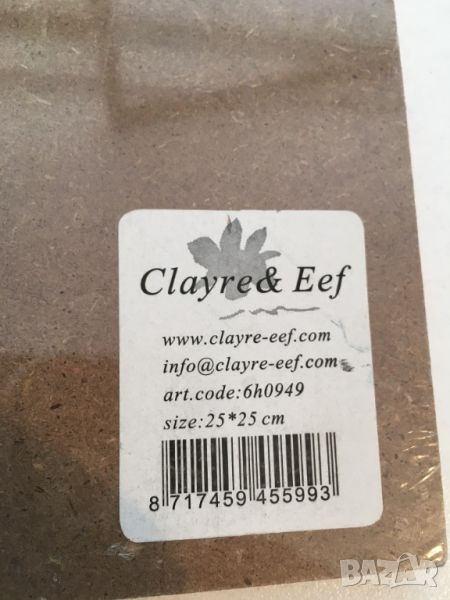 Clayre & Eef
www.clayre-eef.com
info@clayre-eef.com
art.code:6h0949
size:25*25 cm
8 717459 455993
BAZAR